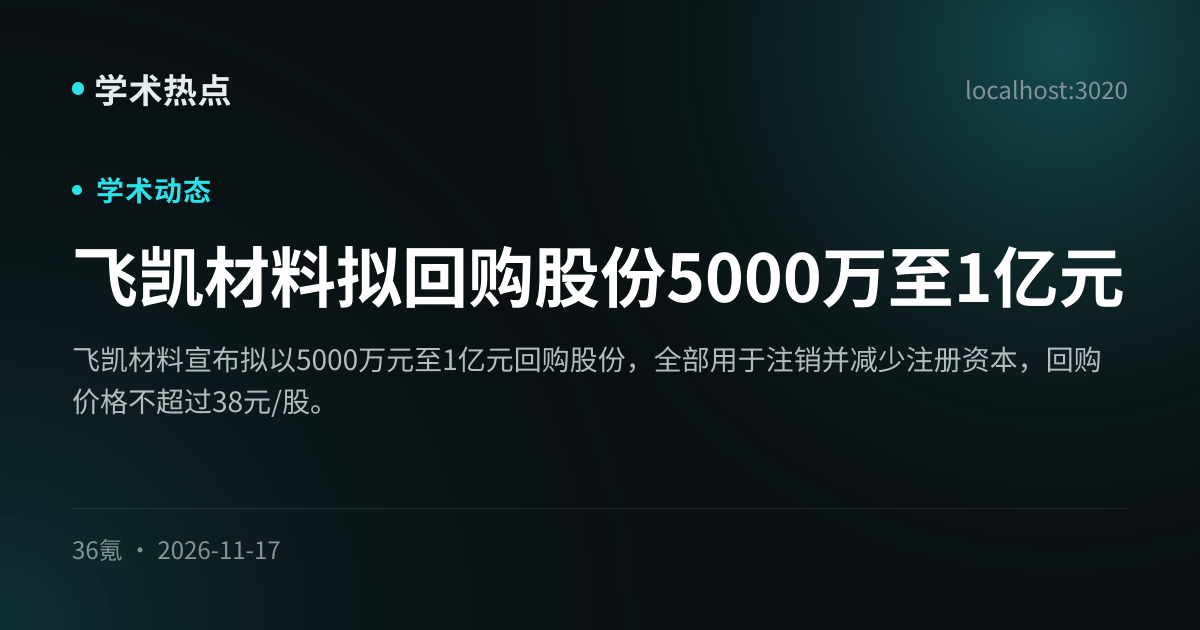 学术热点
localhost:3020
学术动态
飞凯材料拟回购股份5000万至1亿元
飞凯材料宣布拟以5000万元至1亿元回购股份，全部用于注销并减少注册资本，回购
价格不超过38元/股。
36氪 · 2026-11-17